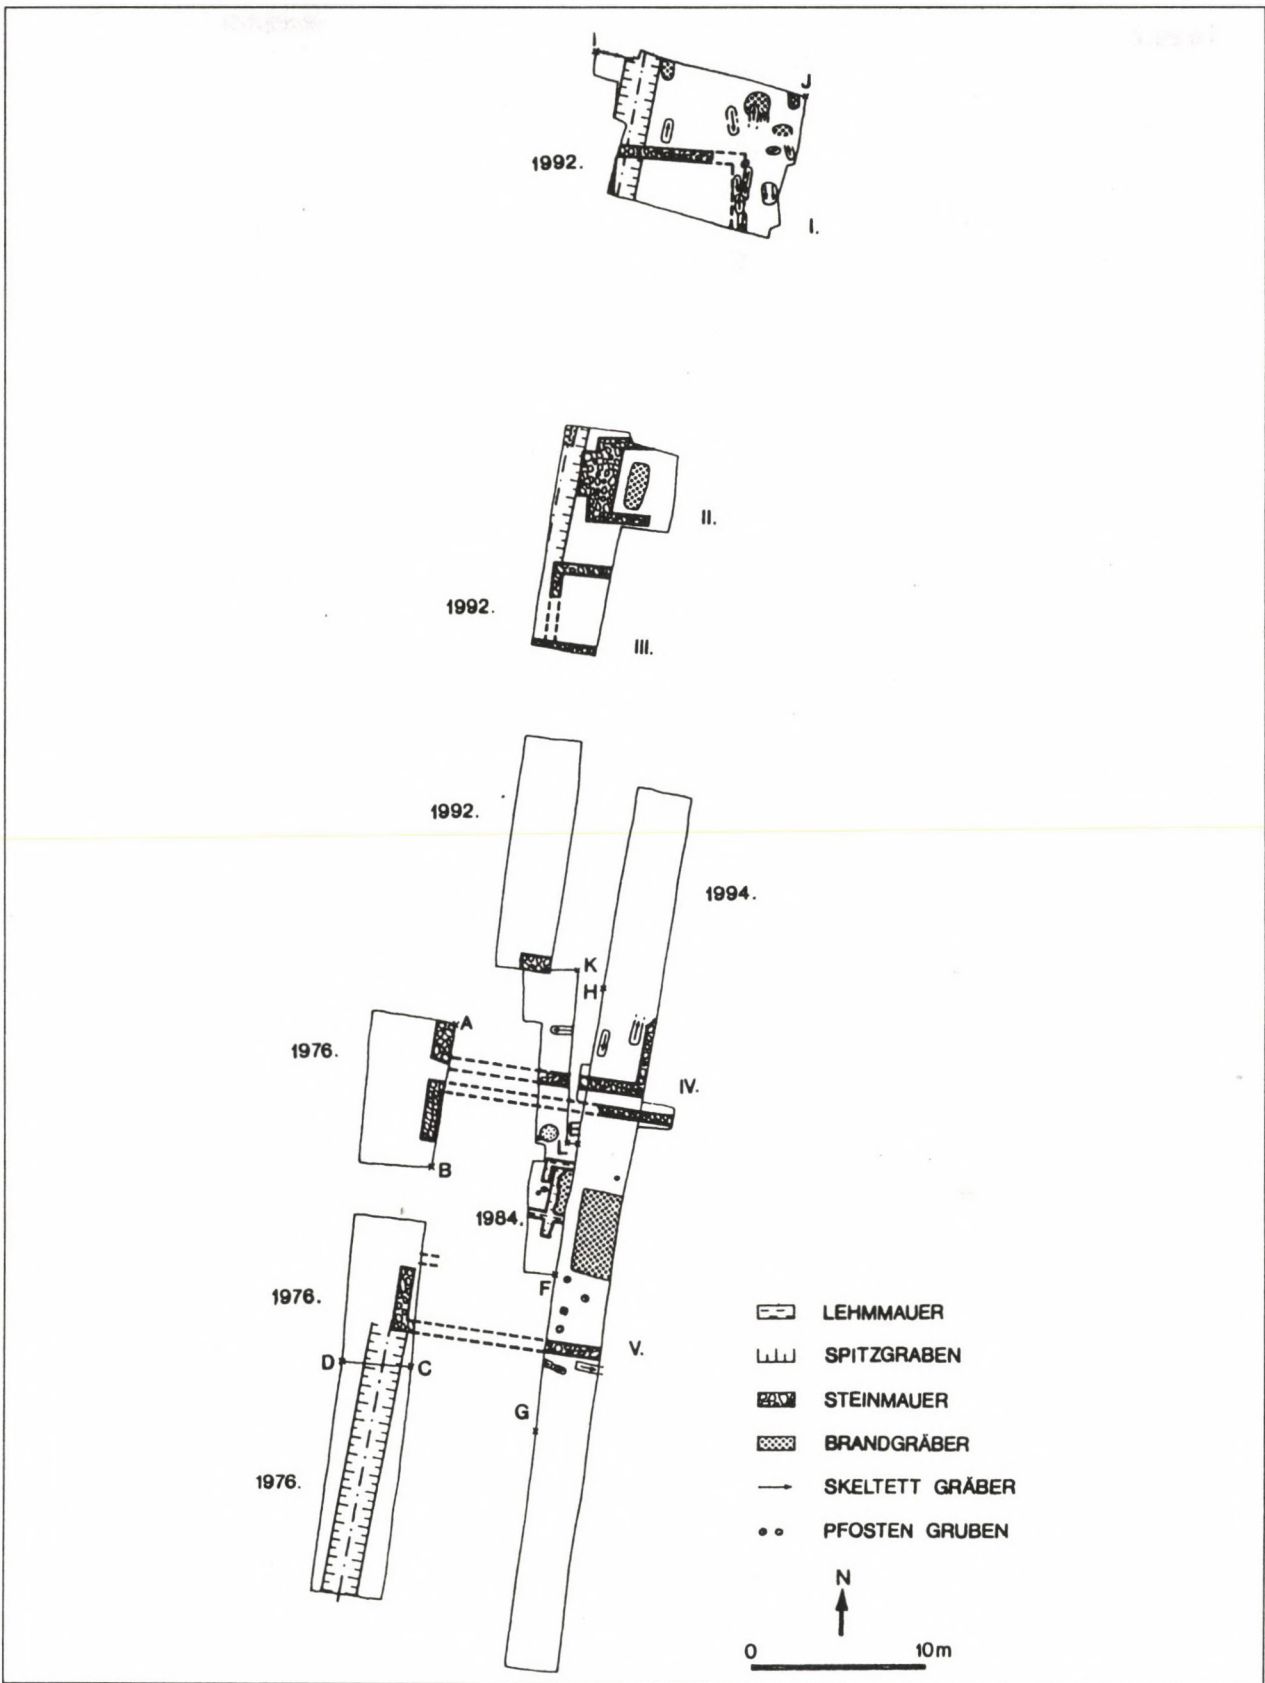 I
J
1992.
I.
II.
1992.
III.
1992.
1994.
K
H
A
1976.
IV.
E
L
B
1984.
F
1976.
V.
D
C
G
1976.
LEHMMAUER
SPITZGRABEN
STEINMAUER
BRANDGRÄBER
SKELTETT GRÄBER
PFOSTEN GRUBEN
N
0
10m